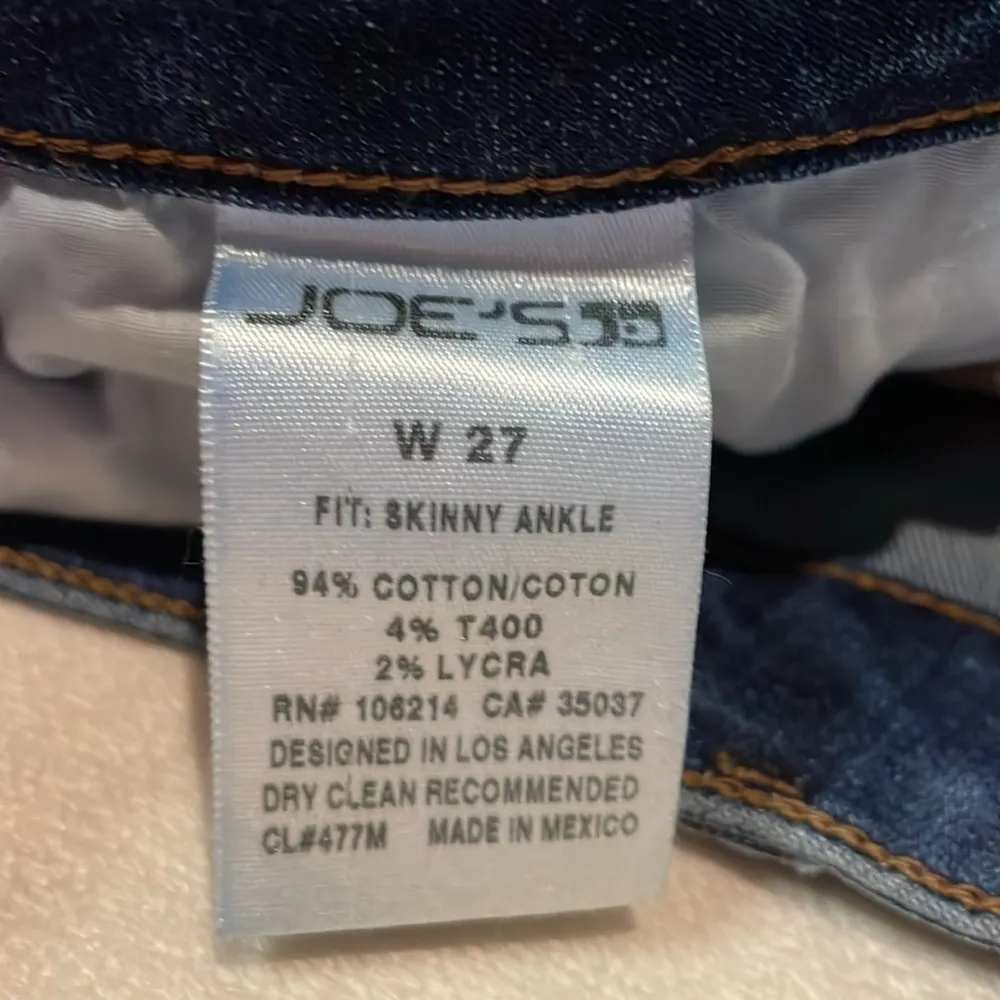 JOE'S
W 27
FIT: SKINNY ANKLE
94% COTTON/COTON
4% T400
2% LYCRA
RN# 106214 CA# 35037
DESIGNED IN LOS ANGELES
DRY CLEAN RECOMMENDED
CL#477M MADE IN MEXICO